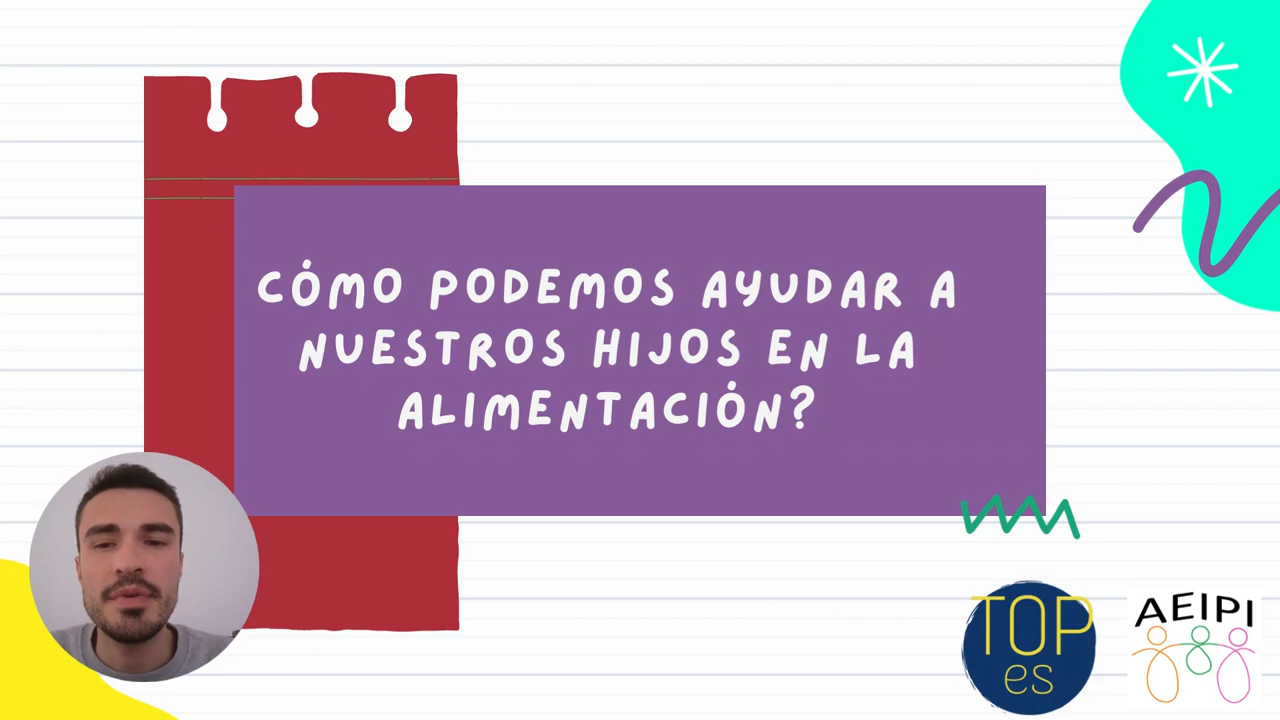 CÓMO PODEMOS AYUDAR A
NUESTROS HIJOS EN LA
ALIMENTACIÓN?
TOP
es
AEIPI